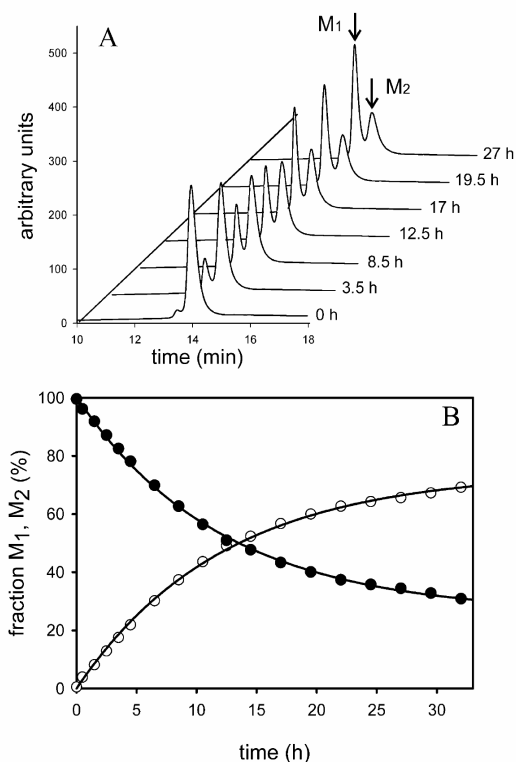 A
M1
M2
500
400
300
200
100
0
arbitrary units
27 h
19.5 h
17 h
12.5 h
8.5 h
3.5 h
0 h
10 12 14 16 18
time (min)
B
100
80
60
40
20
0
fraction M1, M2 (%)
0 5 10 15 20 25 30
time (h)